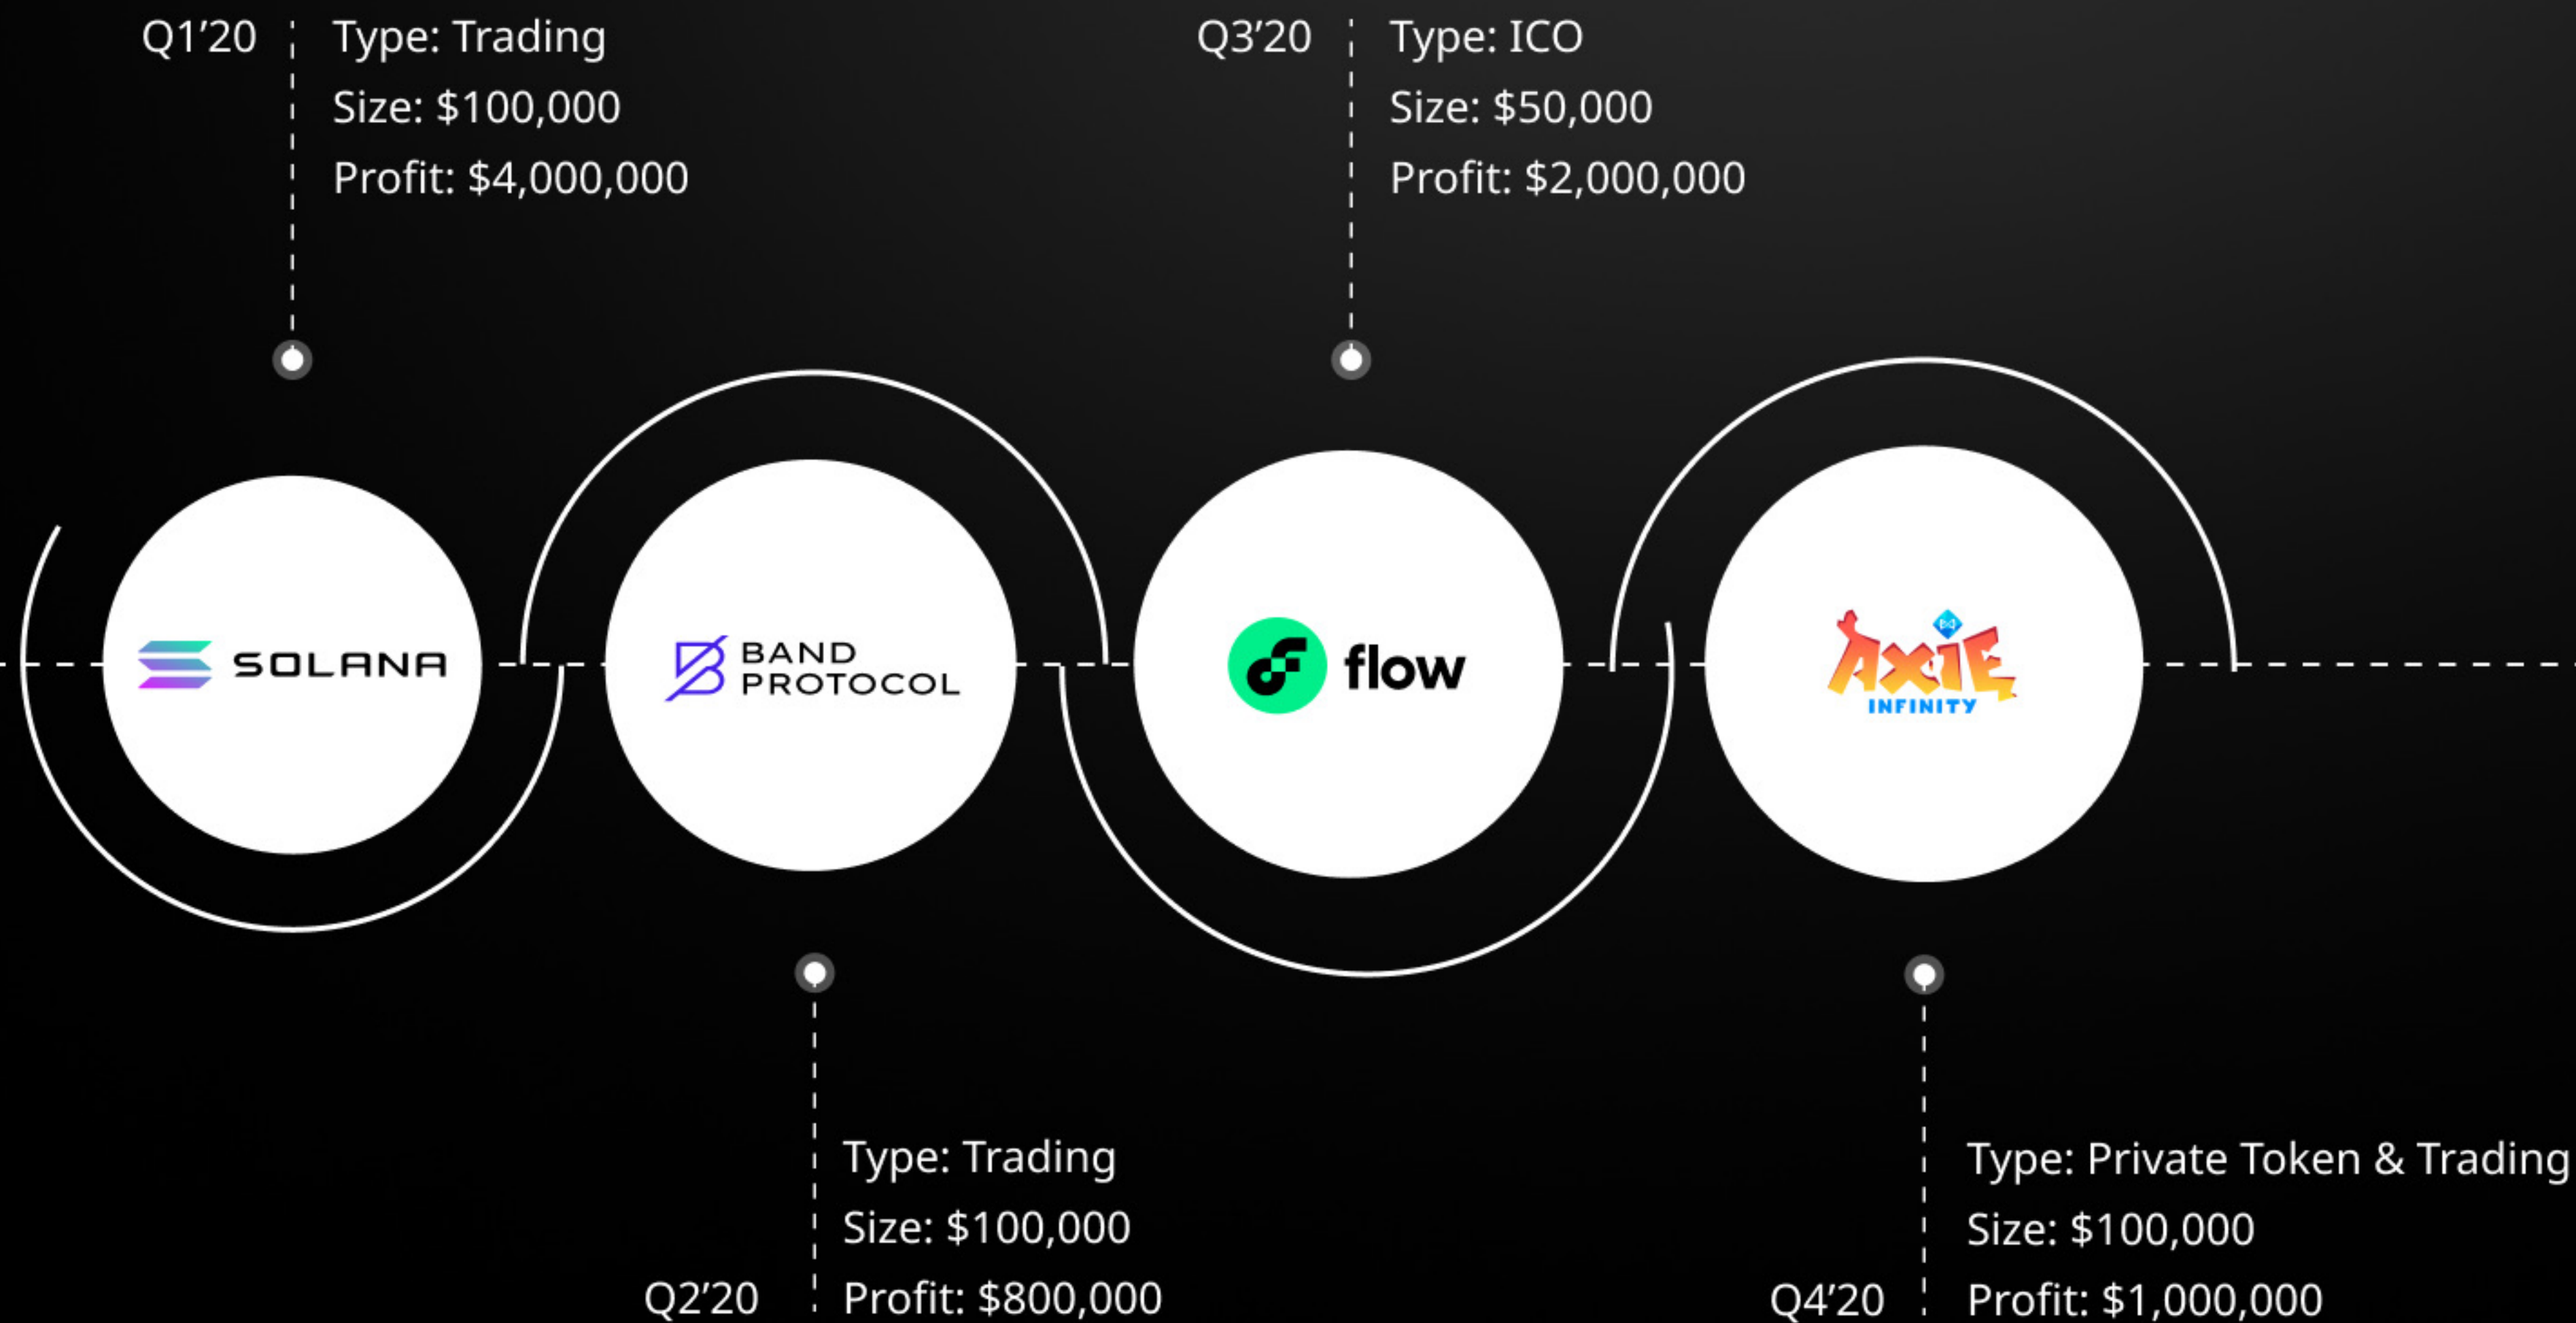 Q1’20
Type: Trading
Size: $100,000
Profit: $4,000,000
Q3’20
Type: ICO
Size: $50,000
Profit: $2,000,000
SOLANA
BAND
PROTOCOL
flow
AXIE
INFINITY
Type: Trading
Size: $100,000
Q2’20
Profit: $800,000
Type: Private Token & Trading
Size: $100,000
Q4’20
Profit: $1,000,000